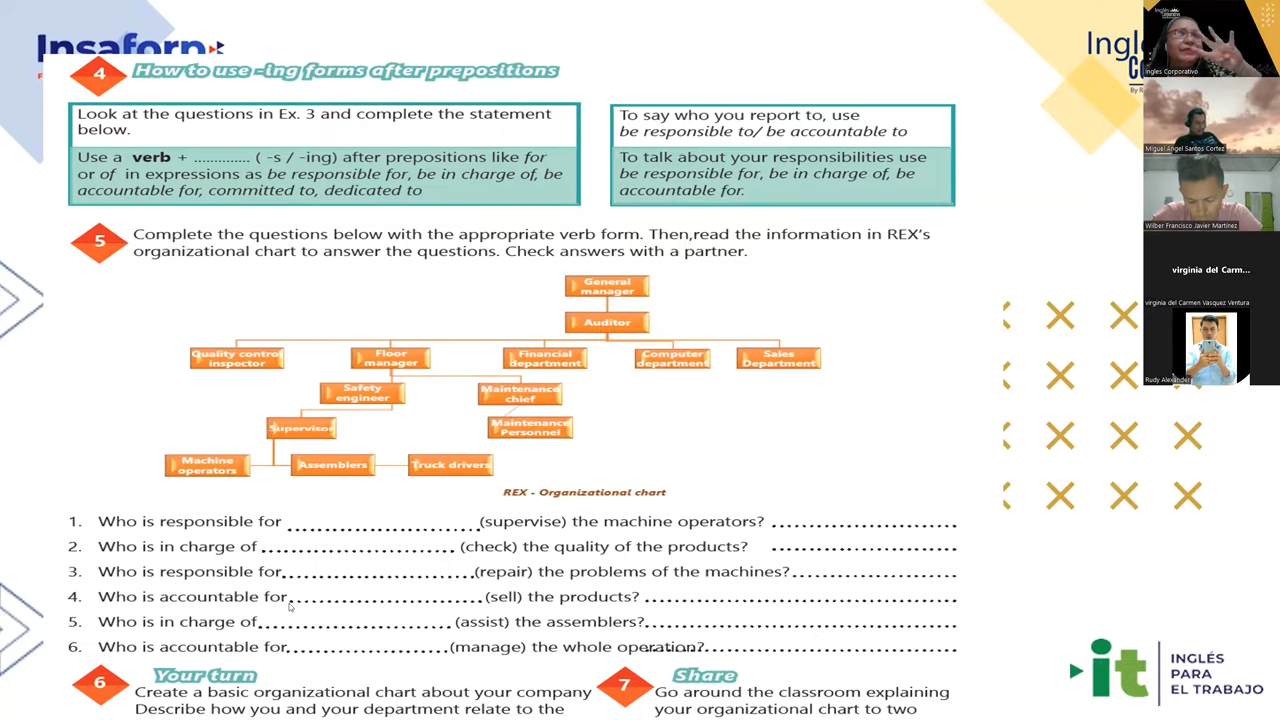 Insaforp
Inglés
4 How to use -ing forms after prepositions
Look at the questions in Ex. 3 and complete the statement
below.
Use a verb + .............. ( -s / -ing) after prepositions like for
or of in expressions as be responsible for, be in charge of, be
accountable for, committed to, dedicated to
To say who you report to, use
be responsible to/ be accountable to
To talk about your responsibilities use
be responsible for, be in charge of, be
accountable for.
5 Complete the questions below with the appropriate verb form. Then,read the information in REX's
organizational chart to answer the questions. Check answers with a partner.
General
manager
Auditor
Quality control
inspector
Floor
manager
Financial
department
Computer
department
Sales
Department
Safety
engineer
Maintenance
chief
Supervisor
Maintenance
Personnel
Machine
operators
Assemblers
Truck drivers
REX - Organizational chart
1. Who is responsible for ........................ (supervise) the machine operators? ........................
2. Who is in charge of ........................ (check) the quality of the products? ........................
3. Who is responsible for........................(repair) the problems of the machines?........................
4. Who is accountable for........................ (sell) the products? ........................
5. Who is in charge of........................ (assist) the assemblers?........................
6. Who is accountable for........................(manage) the whole operation?........................
6 Your turn
Create a basic organizational chart about your company
Describe how you and your department relate to the
7 Share
Go around the classroom explaining
your organizational chart to two
Ingles Corporativo
Miguel Angel Santos Cortez
Wilber Francisco Javier Martínez
virginia del Carm...
virginia del Carmen Vasquez Ventura
Rudy Alexander
it
INGLÉS
PARA
EL TRABAJO